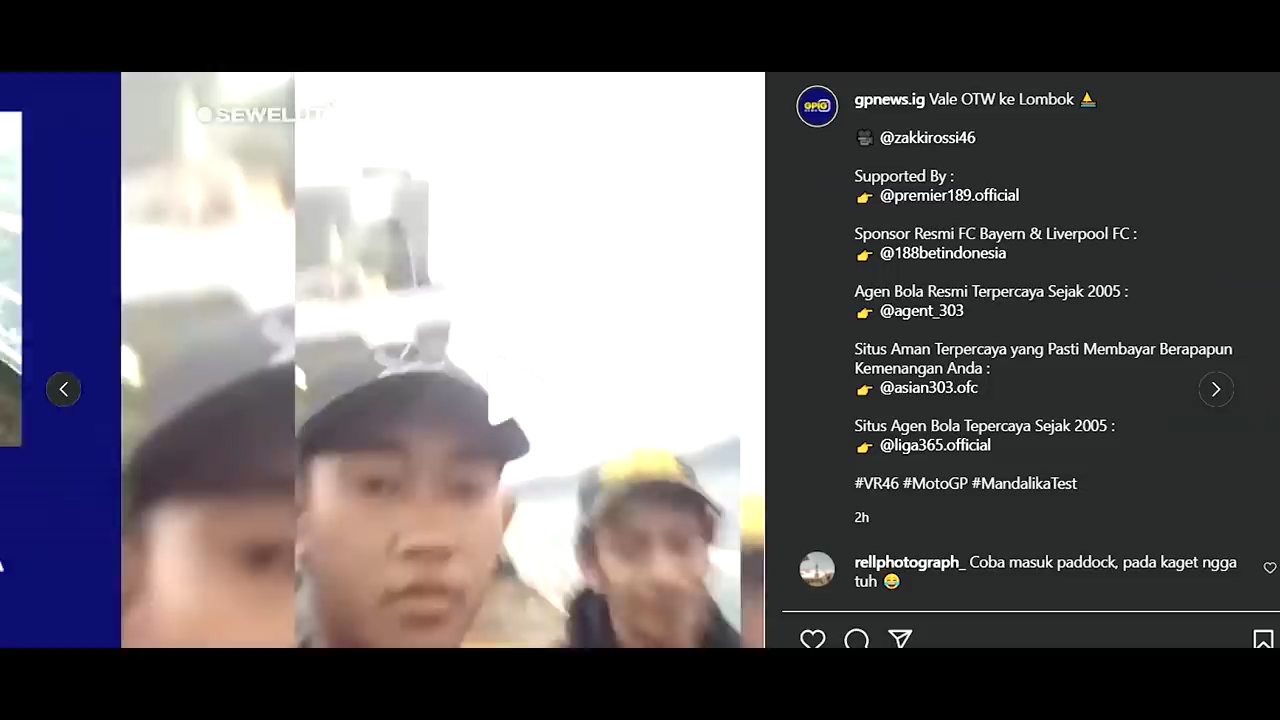 SEWELUT
gpnews.ig Vale OTW ke Lombok
@zakkirossi46
Supported By :
@premier189.official
Sponsor Resmi FC Bayern & Liverpool FC :
@188betindonesia
Agen Bola Resmi Terpercaya Sejak 2005 :
@agent_303
Situs Aman Terpercaya yang Pasti Membayar Berapapun
Kemenangan Anda :
@asian303.ofc
Situs Agen Bola Tepercaya Sejak 2005 :
@liga365.official
#VR46 #MotoGP #MandalikaTest
2h
rellphotograph_ Coba masuk paddock, pada kaget ngga
tuh